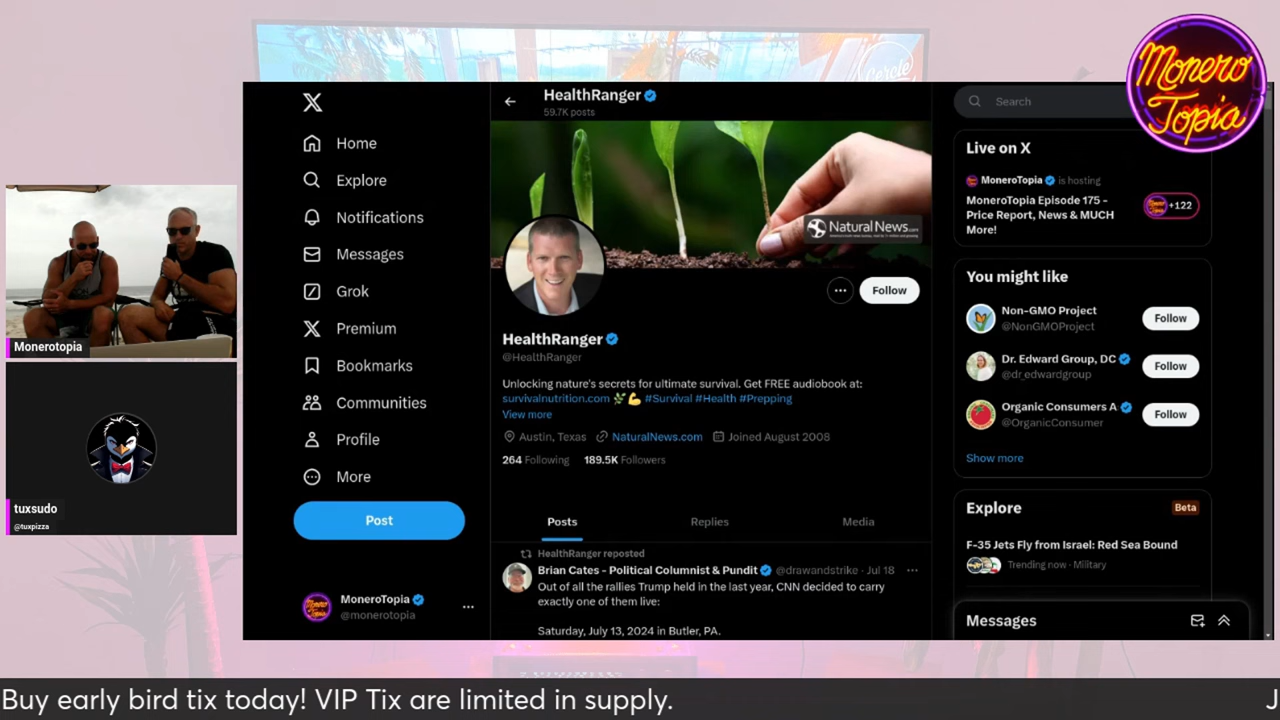 Monero
Topia
HealthRanger
59.7K posts
Search
Home
Explore
Notifications
Messages
Grok
Premium
Bookmarks
Communities
Profile
More
Post
MoneroTopia
@monerotopia
NaturalNews.com
Follow
HealthRanger
@HealthRanger
Unlocking nature's secrets for ultimate survival. Get FREE audiobook at:
survivalnutrition.com 🌿💪 #Survival #Health #Prepping
View more
Austin, Texas NaturalNews.com Joined August 2008
264 Following 189.5K Followers
Posts Replies Media
HealthRanger reposted
Brian Cates - Political Columnist & Pundit @drawandstrike · Jul 18
Out of all the rallies Trump held in the last year, CNN decided to carry
exactly one of them live:
Saturday, July 13, 2024 in Butler, PA.
Live on X
MoneroTopia is hosting
MoneroTopia Episode 175 -
Price Report, News & MUCH
More!
+122
You might like
Non-GMO Project
@NonGMOProject
Follow
Dr. Edward Group, DC
@dr_edwardgroup
Follow
Organic Consumers A
@OrganicConsumer
Follow
Show more
Explore
Beta
F-35 Jets Fly from Israel: Red Sea Bound
Trending now · Military
Messages
Monerotopia
tuxsudo
@tuxpizza
Cercle
Buy early bird tix today! VIP Tix are limited in supply.
J